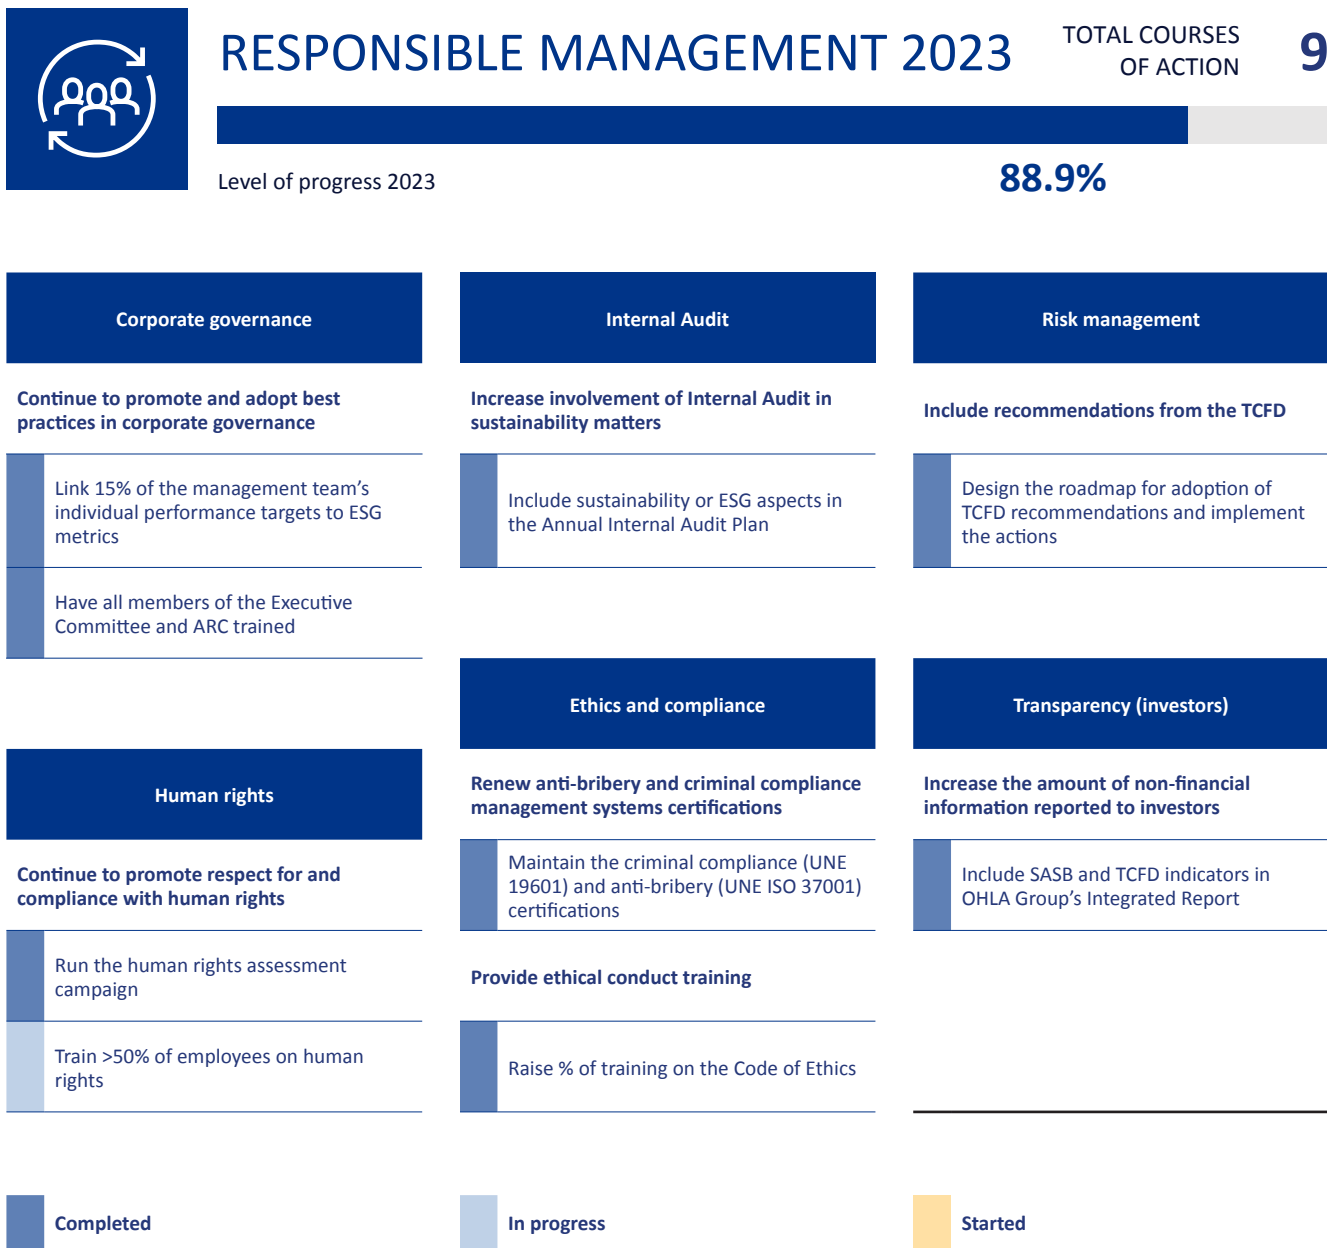 RESPONSIBLE MANAGEMENT 2023
TOTAL COURSES
OF ACTION
9
Level of progress 2023
88.9%
Corporate governance
Continue to promote and adopt best
practices in corporate governance
Link 15% of the management team's
individual performance targets to ESG
metrics
Have all members of the Executive
Committee and ARC trained
Human rights
Continue to promote respect for and
compliance with human rights
Run the human rights assessment
campaign
Train >50% of employees on human
rights
Internal Audit
Increase involvement of Internal Audit in
sustainability matters
Include sustainability or ESG aspects in
the Annual Internal Audit Plan
Ethics and compliance
Renew anti-bribery and criminal compliance
management systems certifications
Maintain the criminal compliance (UNE
19601) and anti-bribery (UNE ISO 37001)
certifications
Provide ethical conduct training
Raise % of training on the Code of Ethics
Risk management
Include recommendations from the TCFD
Design the roadmap for adoption of
TCFD recommendations and implement
the actions
Transparency (investors)
Increase the amount of non-financial
information reported to investors
Include SASB and TCFD indicators in
OHLA Group's Integrated Report
Completed
In progress
Started